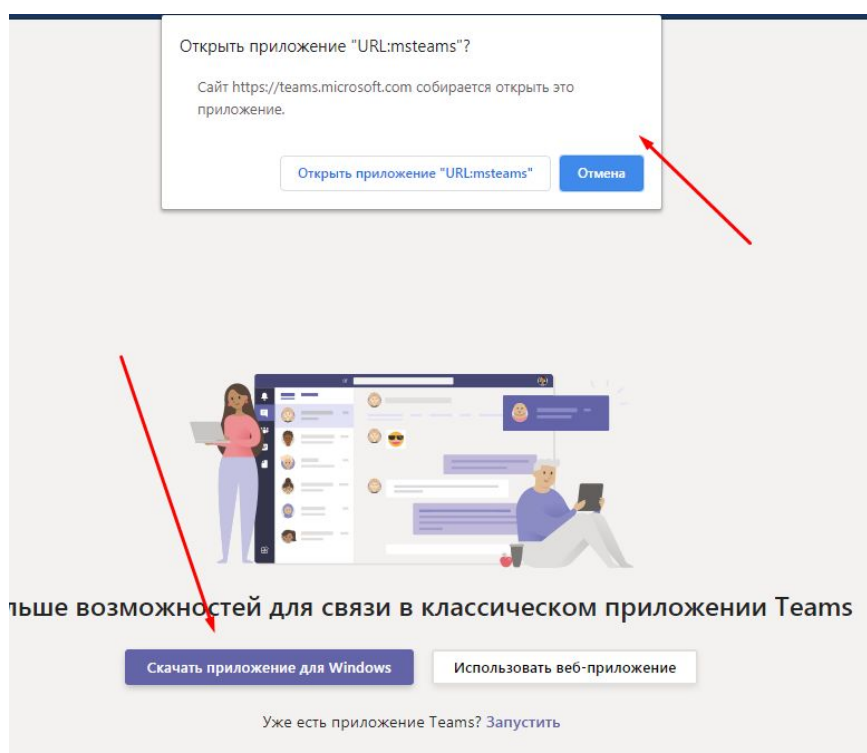 Открыть приложение "URL:msteams"?
Сайт https://teams.microsoft.com собирается открыть это
приложение.
Открыть приложение "URL:msteams"
Отмена
льше возможностей для связи в классическом приложении Teams
Скачать приложение для Windows
Использовать веб-приложение
Уже есть приложение Teams? Запустить